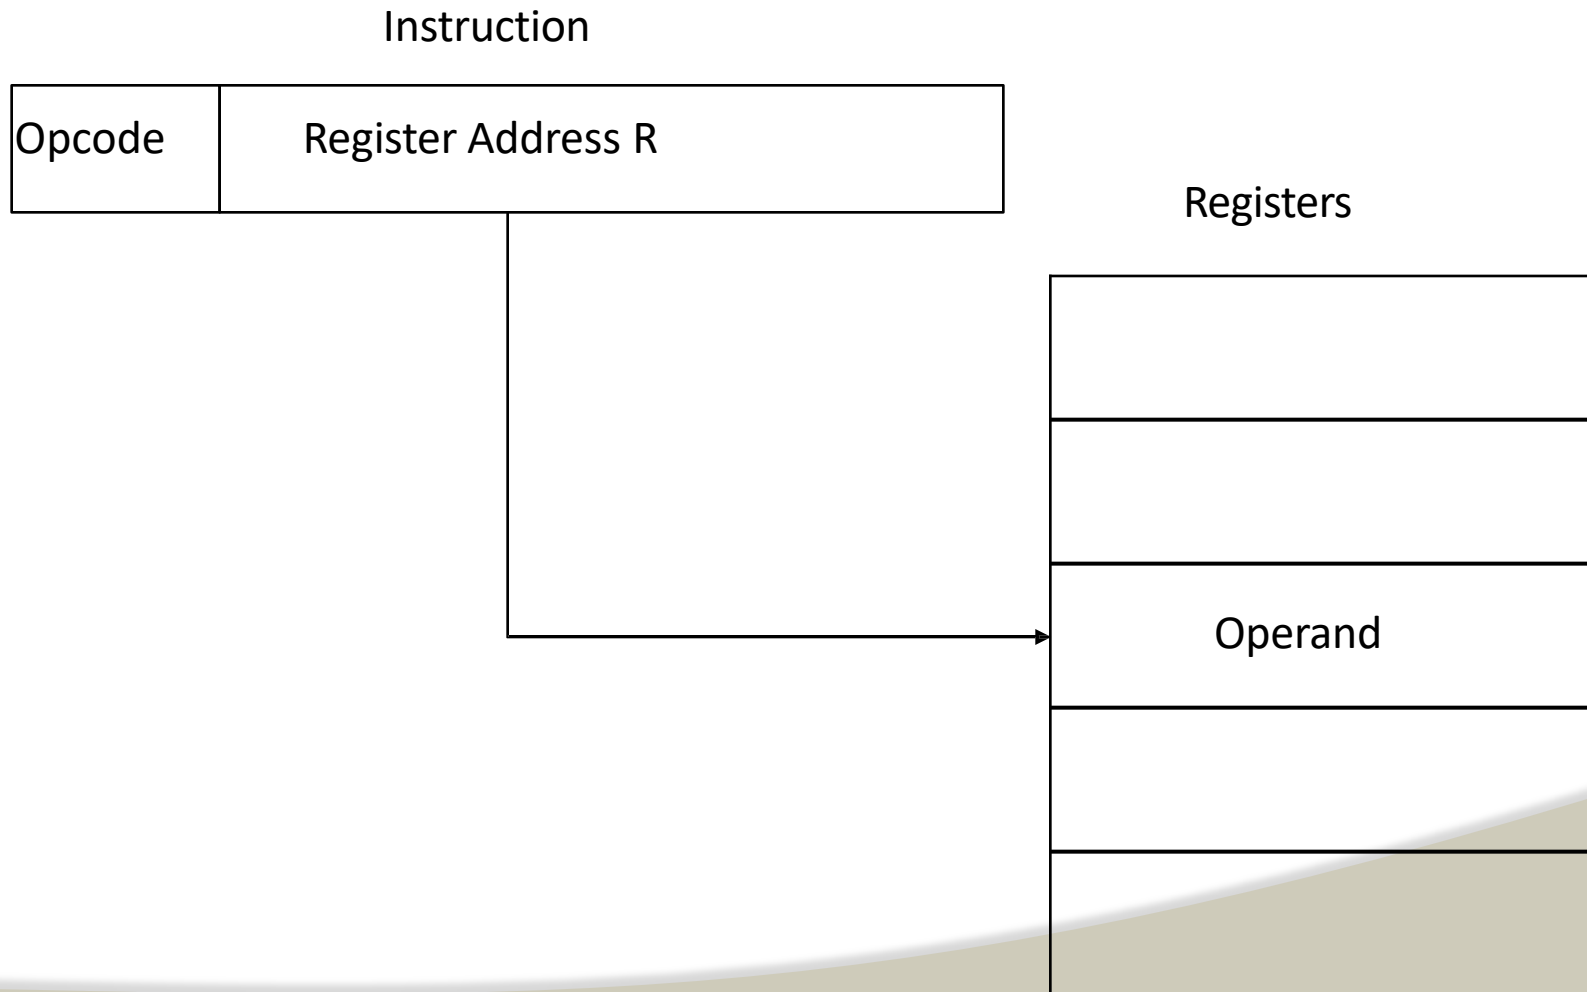 Instruction
Opcode
Register Address R
Registers
Operand